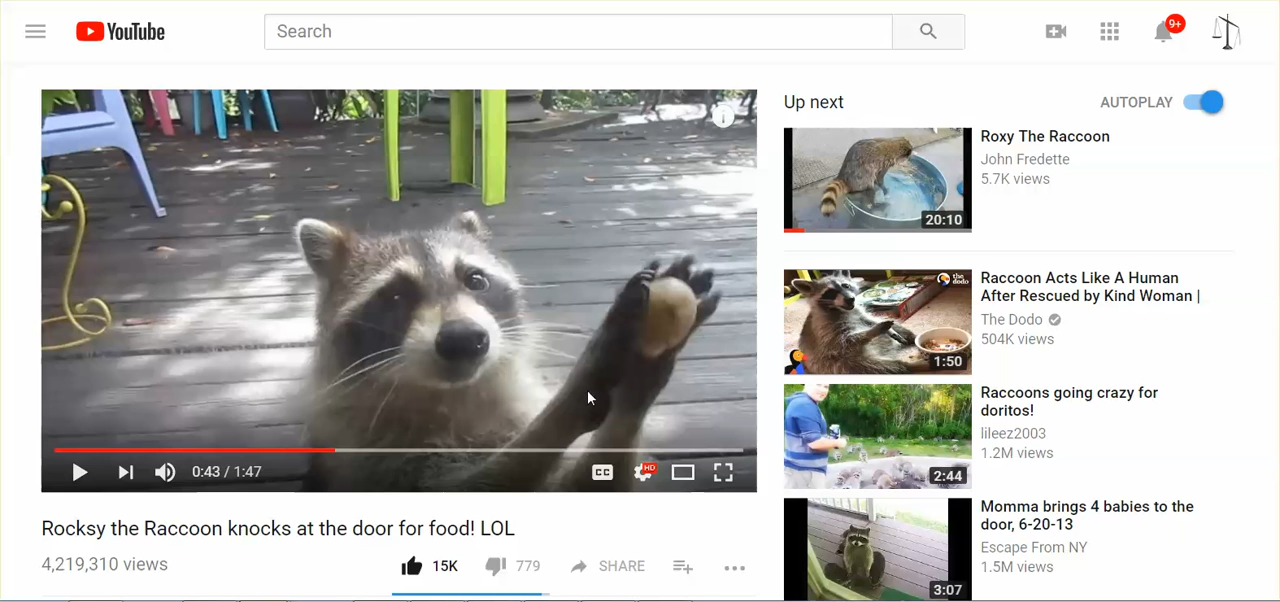 YouTube
Search
9+
Up next
AUTOPLAY
Roxy The Raccoon
John Fredette
5.7K views
20:10
Raccoon Acts Like A Human
After Rescued by Kind Woman |
The Dodo
504K views
the
dodo
1:50
Raccoons going crazy for
doritos!
lileez2003
1.2M views
2:44
Momma brings 4 babies to the
door, 6-20-13
Escape From NY
1.5M views
3:07
0:43 / 1:47
CC
HD
Rocksy the Raccoon knocks at the door for food! LOL
4,219,310 views
15K
779
SHARE